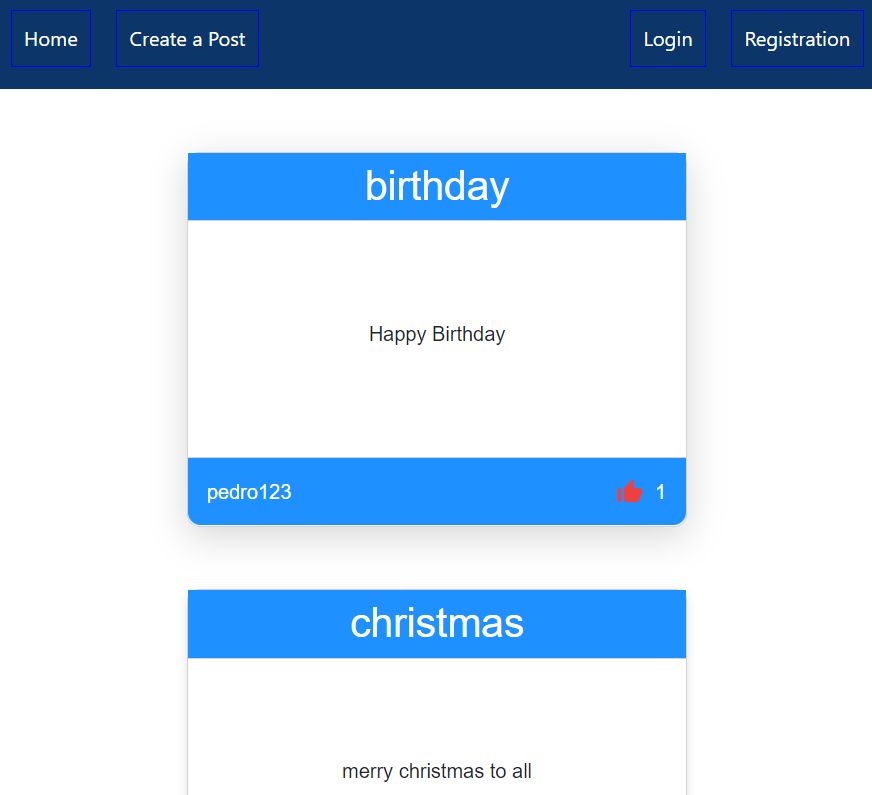 Home Create a Post Login Registration
birthday
Happy Birthday
pedro123 1
christmas
merry christmas to all